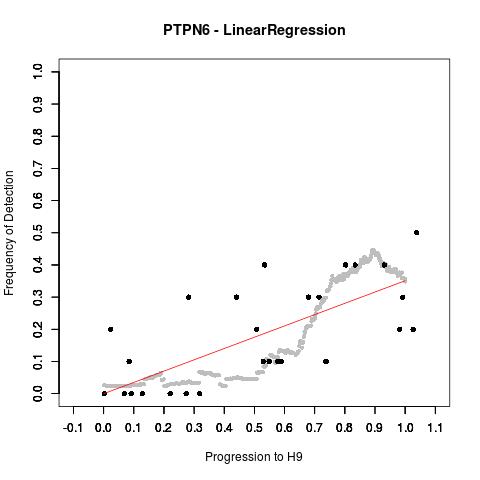 PTPN6 - LinearRegression
Frequency of Detection
1.0
0.9
0.8
0.7
0.6
0.5
0.4
0.3
0.2
0.1
0.0
-0.1 0.0 0.1 0.2 0.3 0.4 0.5 0.6 0.7 0.8 0.9 1.0 1.1
Progression to H9